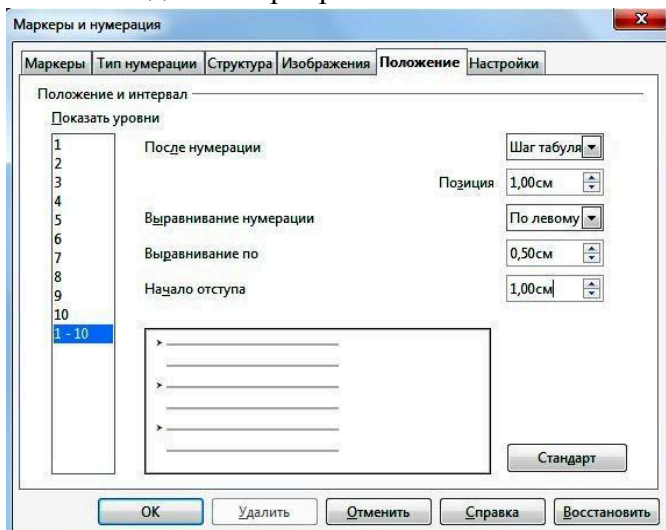 Маркеры и нумерация
Маркеры Тип нумерации Структура Изображения Положение Настройки
Положение и интервал
Показать уровни
1
2
3
4
5
6
7
8
9
10
1 - 10
После нумерации Шаг табуля
Позиция 1,00см
Выравнивание нумерации По левому
Выравнивание по 0,50см
Начало отступа 1,00см
Стандарт
OK Удалить Отменить Справка Восстановить